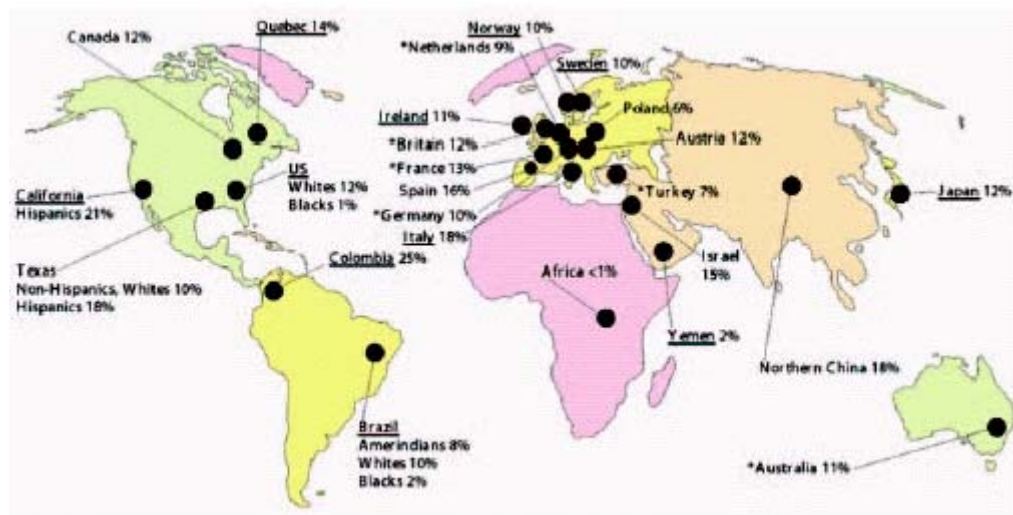 Quebec 14%
Canada 12%
Norway 10%
*Netherlands 9%
Sweden 10%
Ireland 11%
Poland 6%
*Britain 12%
Austria 12%
*France 13%
US
Whites 12%
Blacks 1%
California
Hispanics 21%
Spain 16%
*Turkey 7%
Japan 12%
*Germany 10%
Italy 18%
Israel
15%
Colombia 25%
Texas
Non-Hispanics, Whites 10%
Hispanics 18%
Africa <1%
Yemen 2%
Northern China 18%
Brazil
Amerindians 8%
Whites 10%
Blacks 2%
*Australia 11%